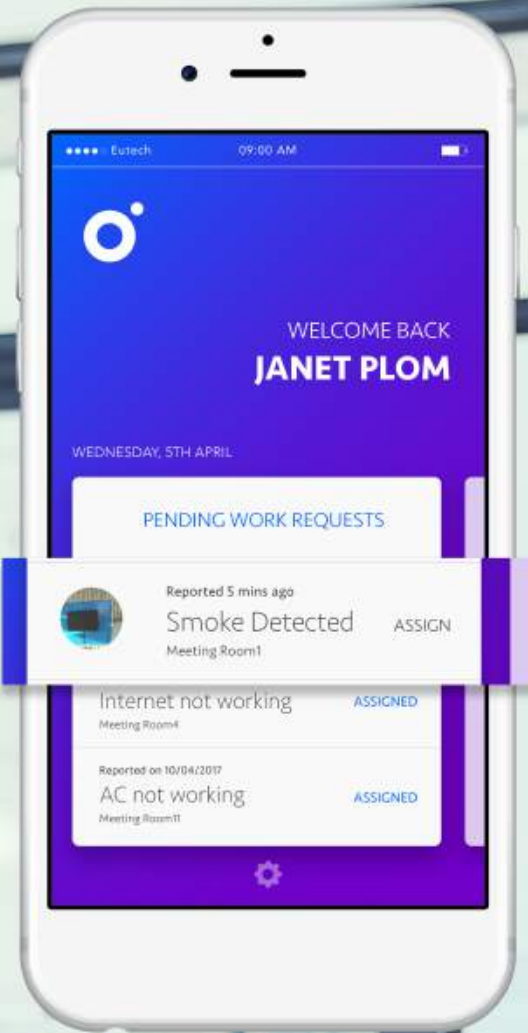 Eutech 09:00 AM
WELCOME BACK
JANET PLOM
WEDNESDAY, 5TH APRIL
PENDING WORK REQUESTS
Reported 5 mins ago
Smoke Detected ASSIGN
Meeting Room1
Internet not working ASSIGNED
Meeting Room4
Reported on 10/04/2017
AC not working ASSIGNED
Meeting Room11